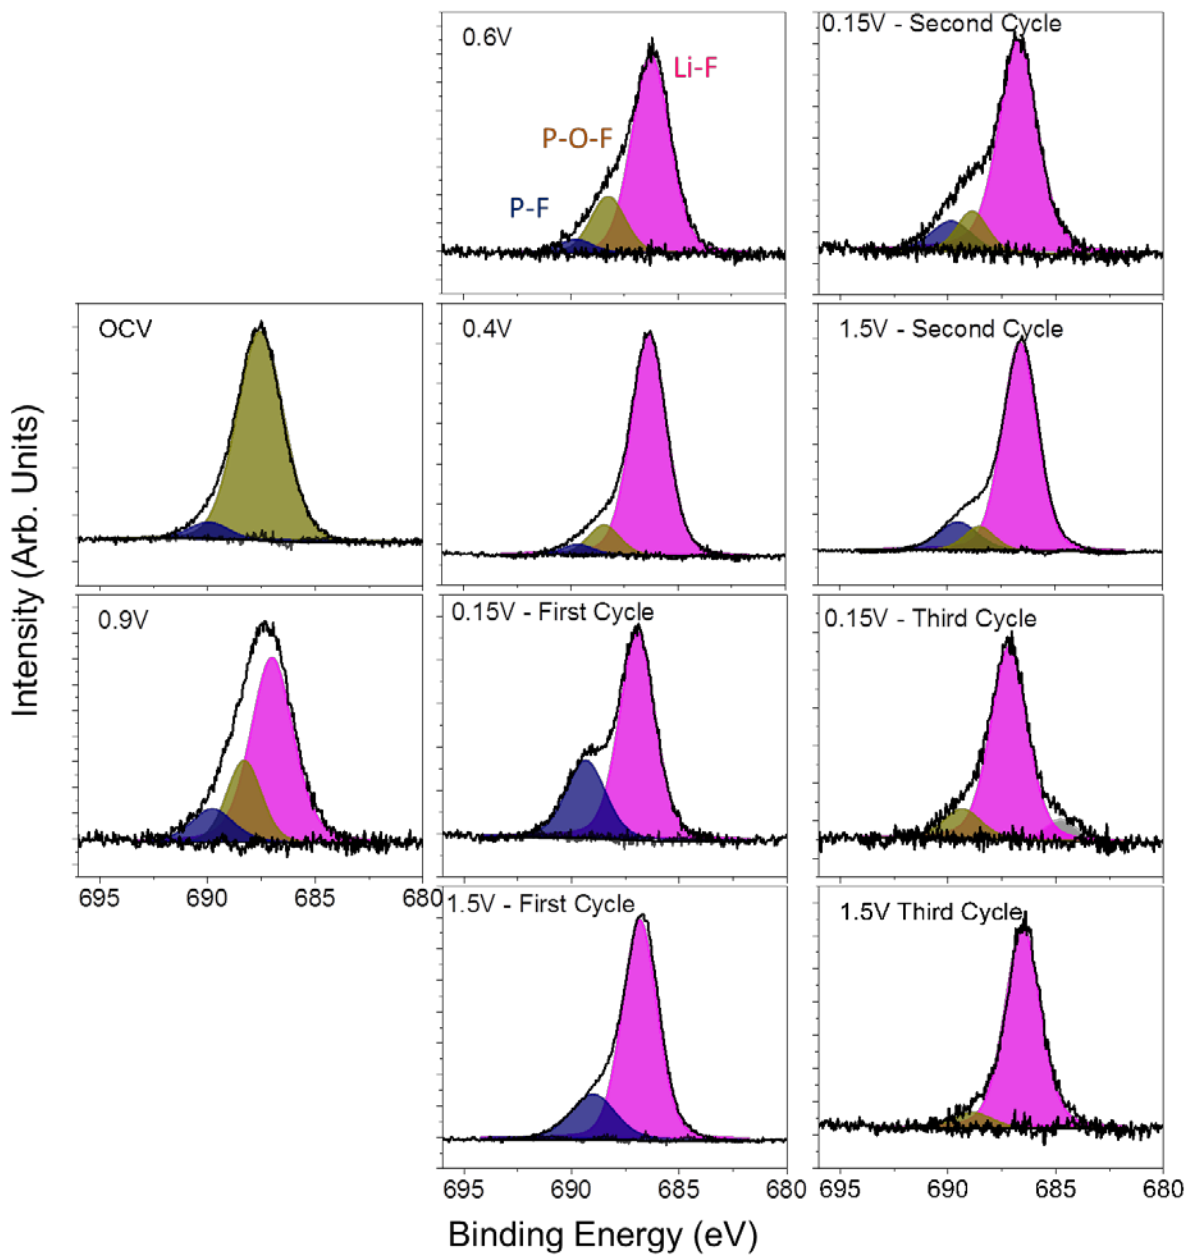 0.6V
Li-F
P-O-F
P-F
0.15V - Second Cycle
OCV
0.4V
1.5V - Second Cycle
0.9V
0.15V - First Cycle
0.15V - Third Cycle
695 690 685 680
1.5V - First Cycle
1.5V Third Cycle
695 690 685 680
695 690 685 680
Intensity (Arb. Units)
Binding Energy (eV)